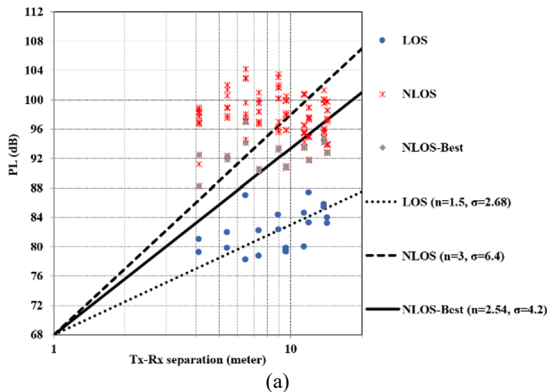 112
108
104
100
96
92
88
84
80
76
72
68
PL (dB)
1
10
Tx-Rx separation (meter)
LOS
NLOS
NLOS-Best
LOS (n=1.5, σ=2.68)
NLOS (n=3, σ=6.4)
NLOS-Best (n=2.54, σ=4.2)
(a)